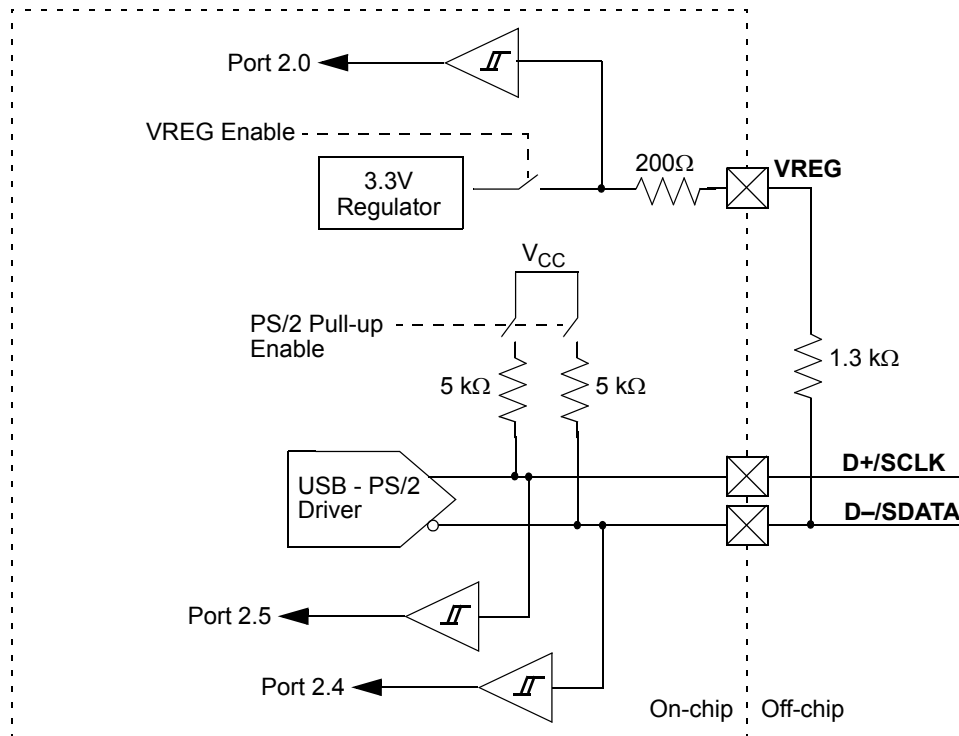 Port 2.0
VREG Enable
3.3V
Regulator
200Ω
VREG
VCC
PS/2 Pull-up
Enable
5 kΩ
5 kΩ
1.3 kΩ
USB - PS/2
Driver
D+/SCLK
D–/SDATA
Port 2.5
Port 2.4
On-chip
Off-chip